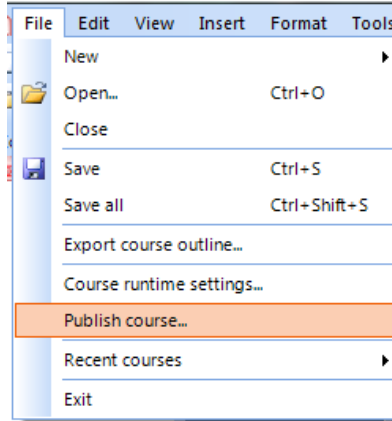 File Edit View Insert Format Tools
New
Open... Ctrl+O
Close
Save Ctrl+S
Save all Ctrl+Shift+S
Export course outline...
Course runtime settings...
Publish course...
Recent courses
Exit